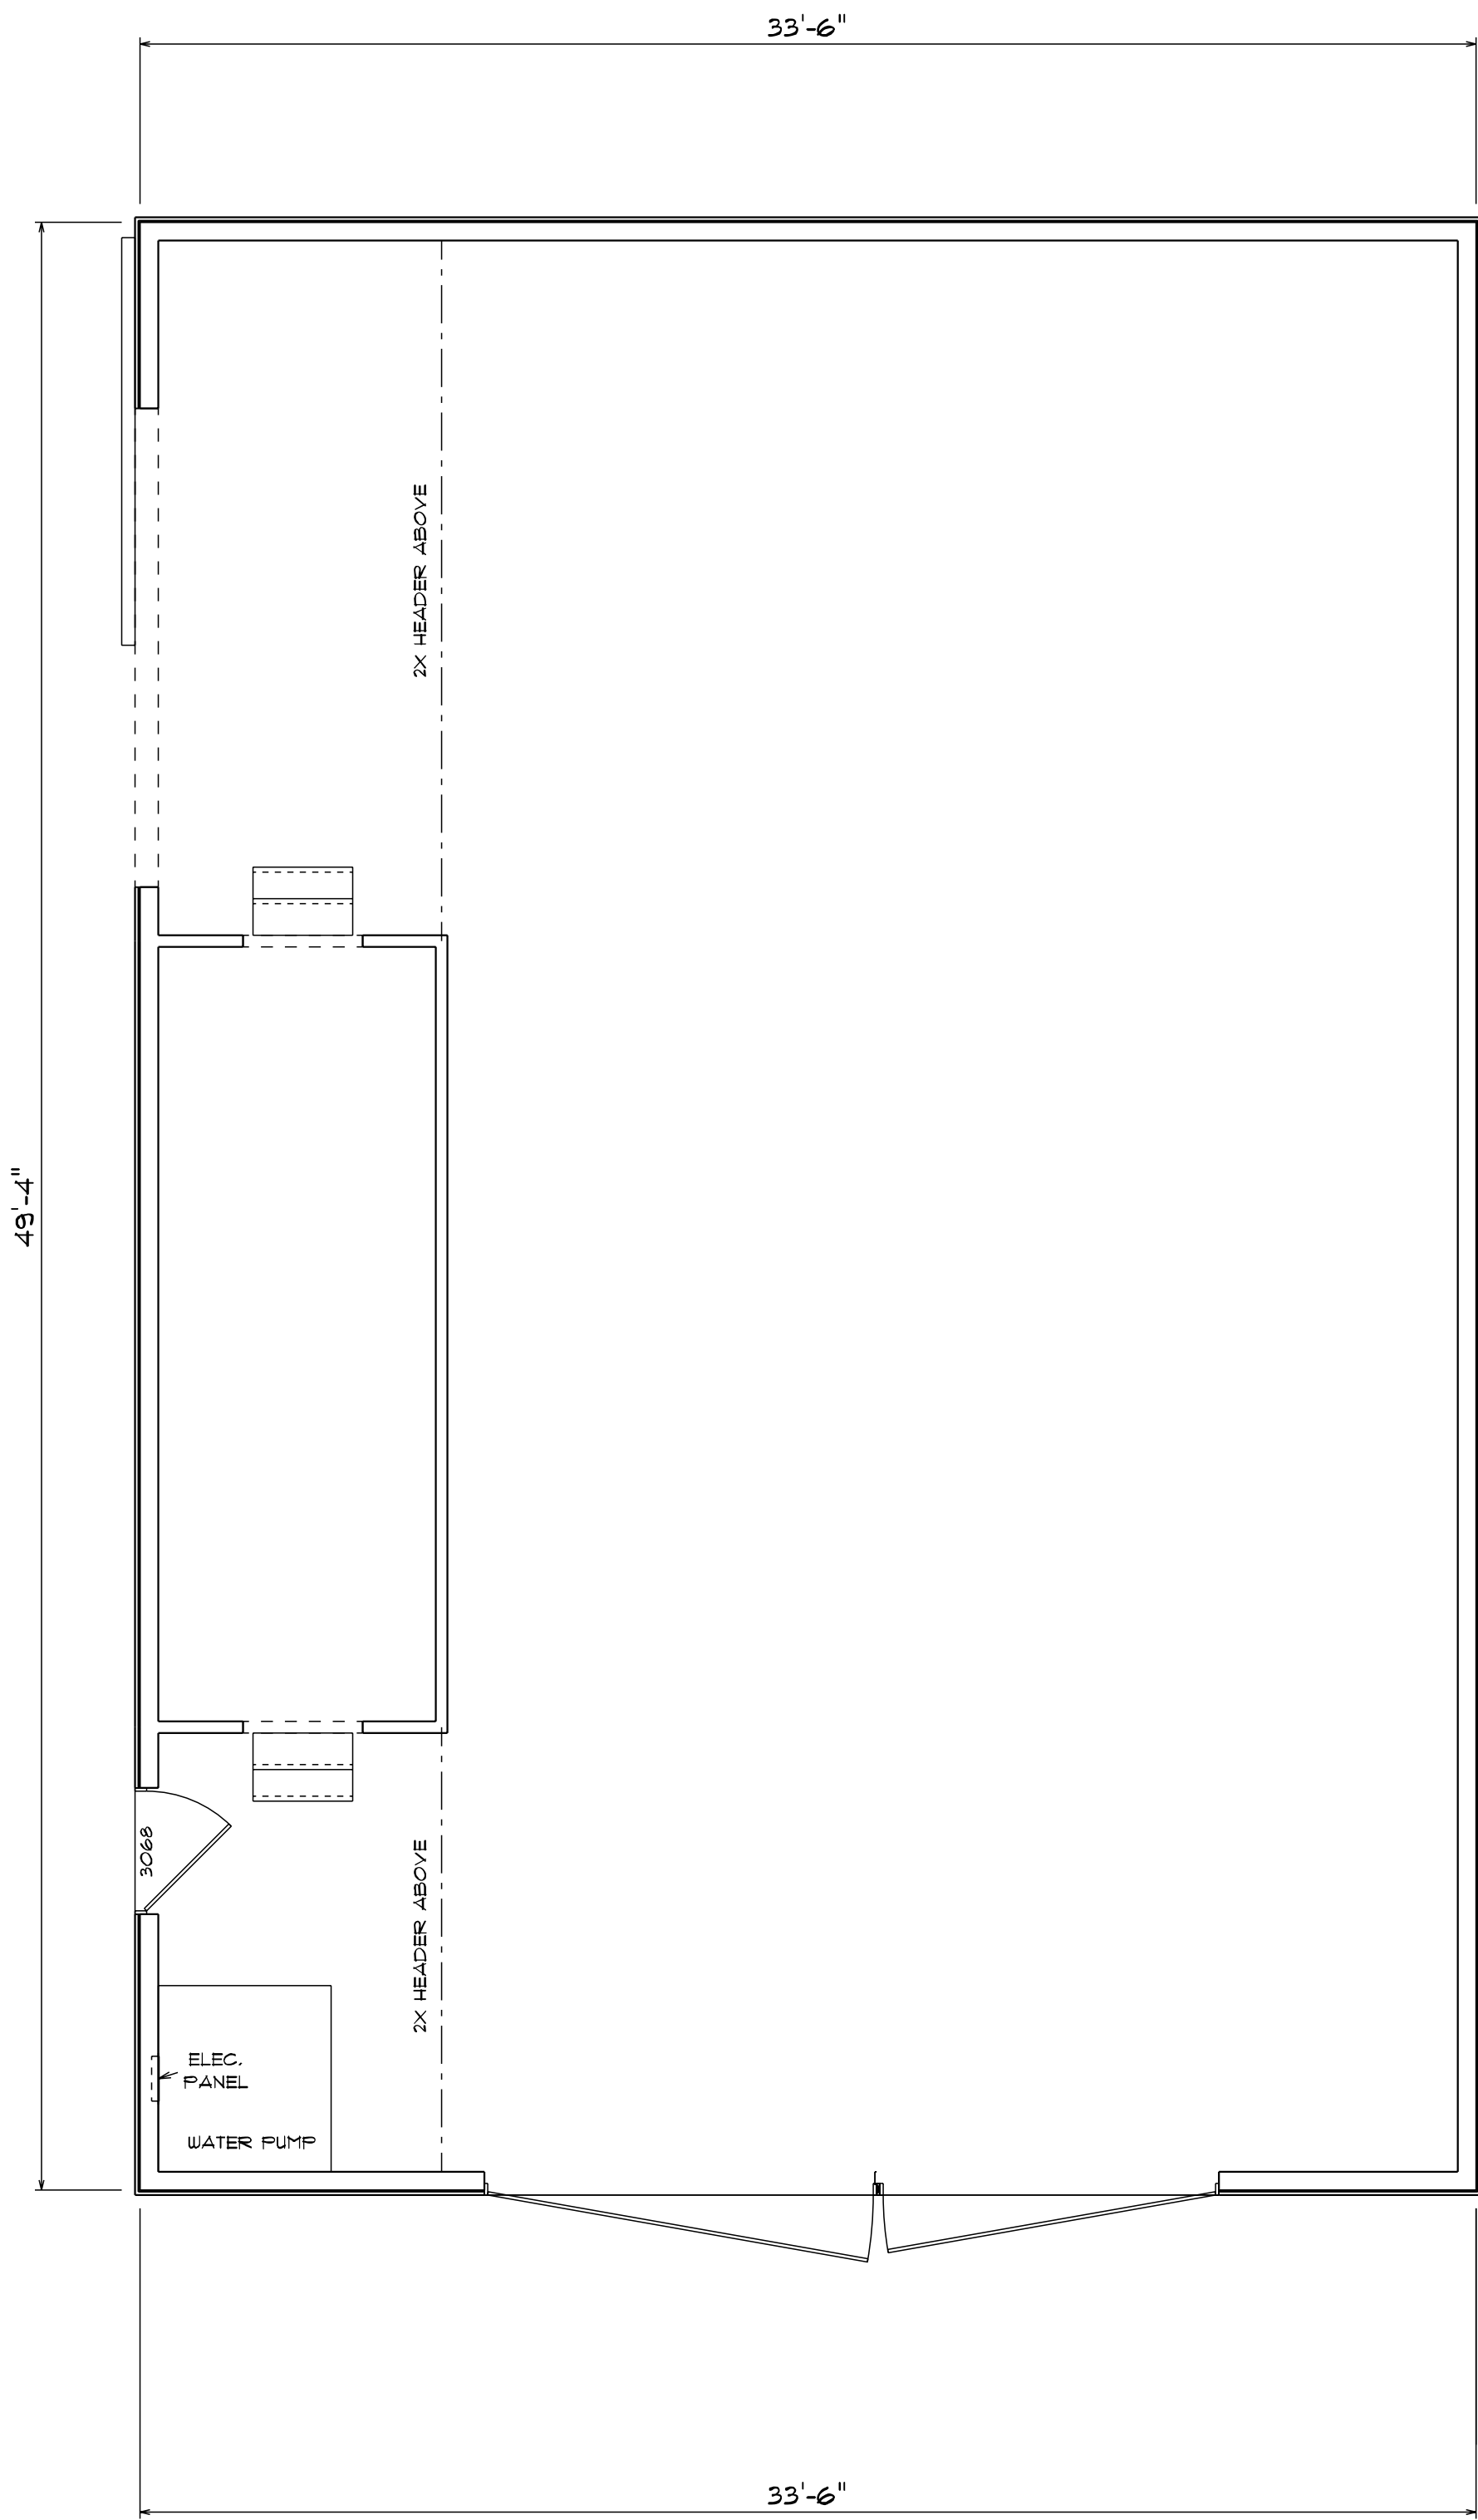 33'-6"
2X HEADER ABOVE
49'-4"
3068
2X HEADER ABOVE
ELEC.
PANEL
WATER PUMP
33'-6"